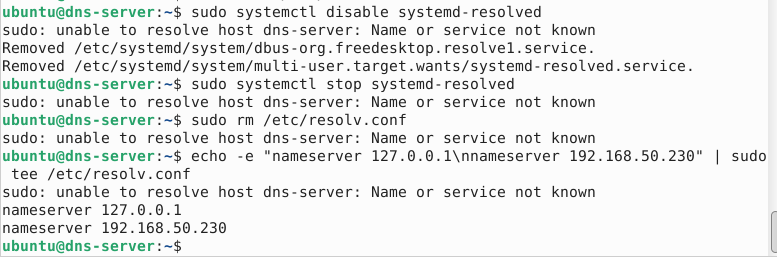 ubuntu@dns-server:~$ sudo systemctl disable systemd-resolved
sudo: unable to resolve host dns-server: Name or service not known
Removed /etc/systemd/system/dbus-org.freedesktop.resolve1.service.
Removed /etc/systemd/system/multi-user.target.wants/systemd-resolved.service.
ubuntu@dns-server:~$ sudo systemctl stop systemd-resolved
sudo: unable to resolve host dns-server: Name or service not known
ubuntu@dns-server:~$ sudo rm /etc/resolv.conf
sudo: unable to resolve host dns-server: Name or service not known
ubuntu@dns-server:~$ echo -e "nameserver 127.0.0.1\nnameserver 192.168.50.230" | sudo
 tee /etc/resolv.conf
sudo: unable to resolve host dns-server: Name or service not known
nameserver 127.0.0.1
nameserver 192.168.50.230
ubuntu@dns-server:~$